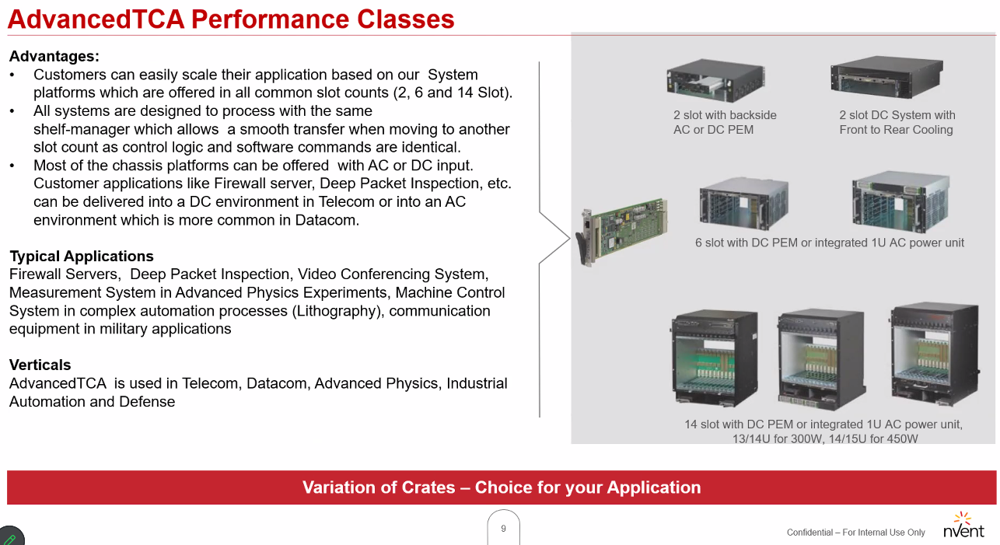 AdvancedTCA Performance Classes
Advantages:
• Customers can easily scale their application based on our System
platforms which are offered in all common slot counts (2, 6 and 14 Slot).
• All systems are designed to process with the same
shelf-manager which allows a smooth transfer when moving to another
slot count as control logic and software commands are identical.
• Most of the chassis platforms can be offered with AC or DC input.
Customer applications like Firewall server, Deep Packet Inspection, etc.
can be delivered into a DC environment in Telecom or into an AC
environment which is more common in Datacom.
Typical Applications
Firewall Servers, Deep Packet Inspection, Video Conferencing System,
Measurement System in Advanced Physics Experiments, Machine Control
System in complex automation processes (Lithography), communication
equipment in military applications
Verticals
AdvancedTCA is used in Telecom, Datacom, Advanced Physics, Industrial
Automation and Defense
2 slot with backside
AC or DC PEM
2 slot DC System with
Front to Rear Cooling
6 slot with DC PEM or integrated 1U AC power unit
14 slot with DC PEM or integrated 1U AC power unit,
13/14U for 300W, 14/15U for 450W
Variation of Crates – Choice for your Application
9
Confidential – For Internal Use Only
nVent